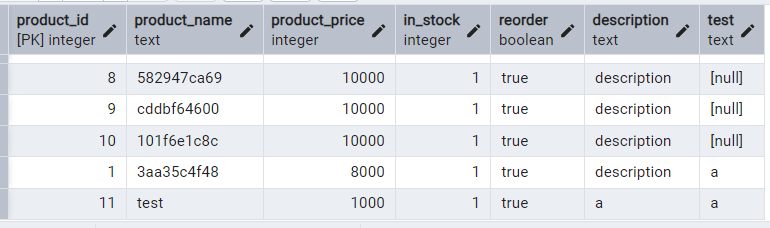 product_id product_name product_price in_stock reorder description test
[PK] integer text integer integer boolean text text
8 582947ca69 10000 1 true description [null]
9 cddbf64600 10000 1 true description [null]
10 101f6e1c8c 10000 1 true description [null]
1 3aa35c4f48 8000 1 true description a
11 test 1000 1 true a a